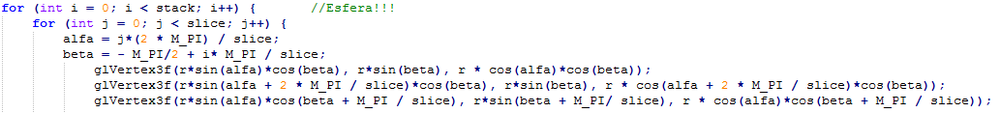 for (int i = 0; i < stack; i++) {       //Esfera!!!
    for (int j = 0; j < slice; j++) {
        alfa = j*(2 * M_PI) / slice;
        beta = - M_PI/2 + i* M_PI / slice;
            glVertex3f(r*sin(alfa)*cos(beta), r*sin(beta), r * cos(alfa)*cos(beta));
            glVertex3f(r*sin(alfa + 2 * M_PI / slice)*cos(beta), r*sin(beta), r * cos(alfa + 2 * M_PI / slice)*cos(beta));
            glVertex3f(r*sin(alfa)*cos(beta + M_PI / slice), r*sin(beta + M_PI/ slice), r * cos(alfa)*cos(beta + M_PI / slice));